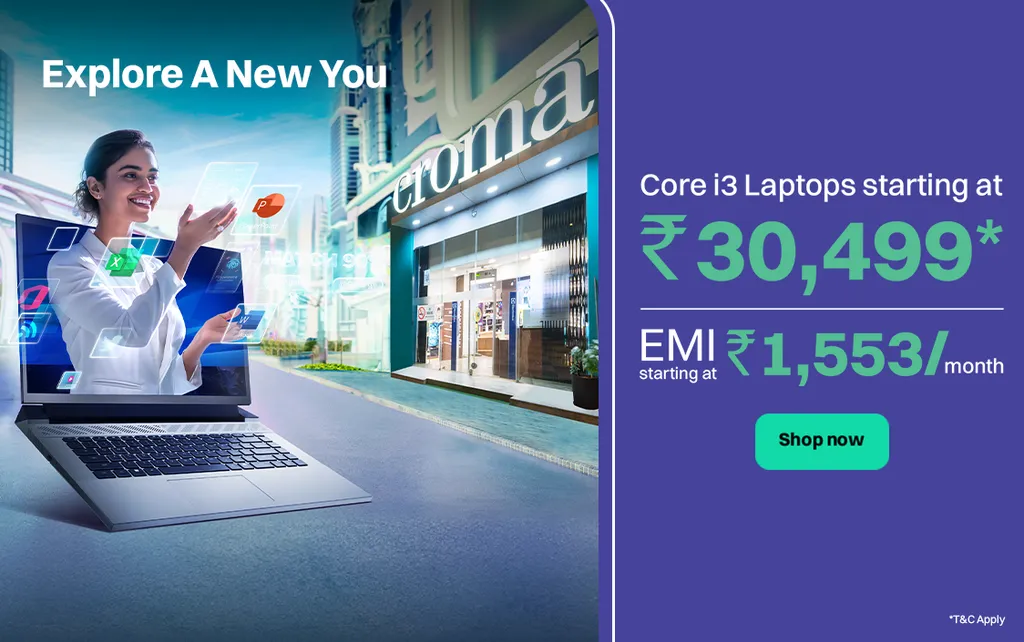 Explore A New You
cromā
P
X
W
Core i3 Laptops starting at
₹30,499*
EMI
starting at
₹1,553/month
Shop now
*T&C Apply